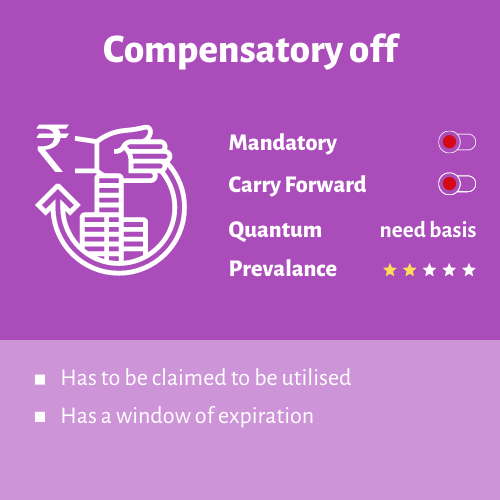 Compensatory off
₹
Mandatory
Carry Forward
Quantum need basis
Prevalance
Has to be claimed to be utilised
Has a window of expiration